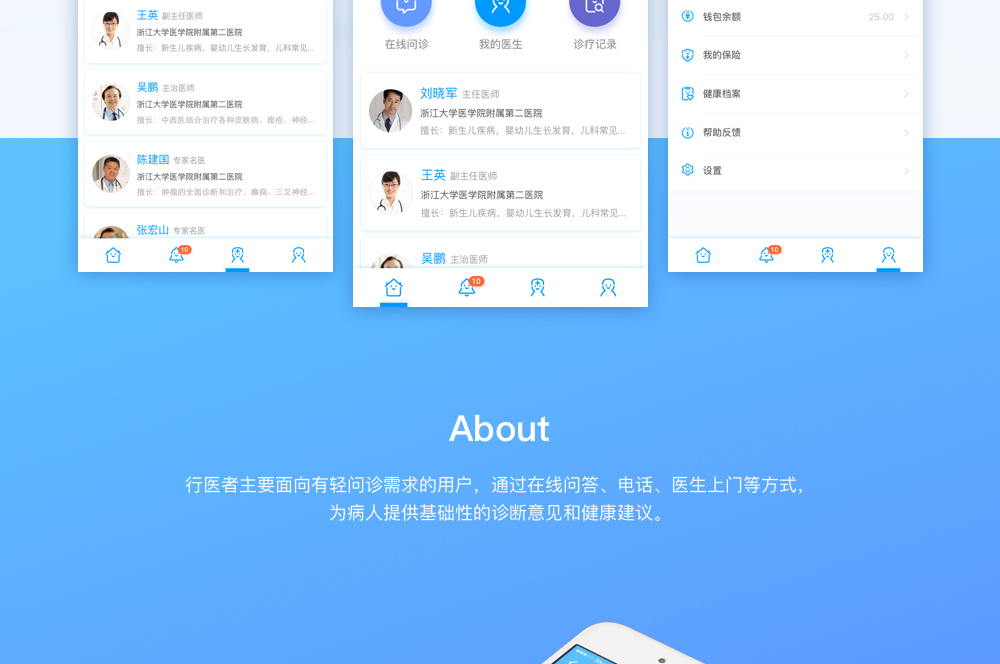 王英 副主任医师
浙江大学医学院附属第二医院
擅长：新生儿疾病，婴幼儿生长发育，儿科常见...
吴鹏 主治医师
浙江大学医学院附属第二医院
擅长：中西医结合治疗各种皮肤病、痤疮、神经...
陈建国 专家名医
浙江大学医学院附属第二医院
擅长：肿瘤的全面诊断和治疗、癫痫、三叉神经...
张宏山 专家名医
10
在线问诊
我的医生
诊疗记录
刘晓军 主任医师
浙江大学医学院附属第二医院
擅长：新生儿疾病，婴幼儿生长发育，儿科常见...
王英 副主任医师
浙江大学医学院附属第二医院
擅长：新生儿疾病，婴幼儿生长发育，儿科常见...
吴鹏 主治医师
10
钱包余额 25.00
我的保险
健康档案
帮助反馈
设置
10
About
行医者主要面向有轻问诊需求的用户，通过在线问答、电话、医生上门等方式，
为病人提供基础性的诊断意见和健康建议。